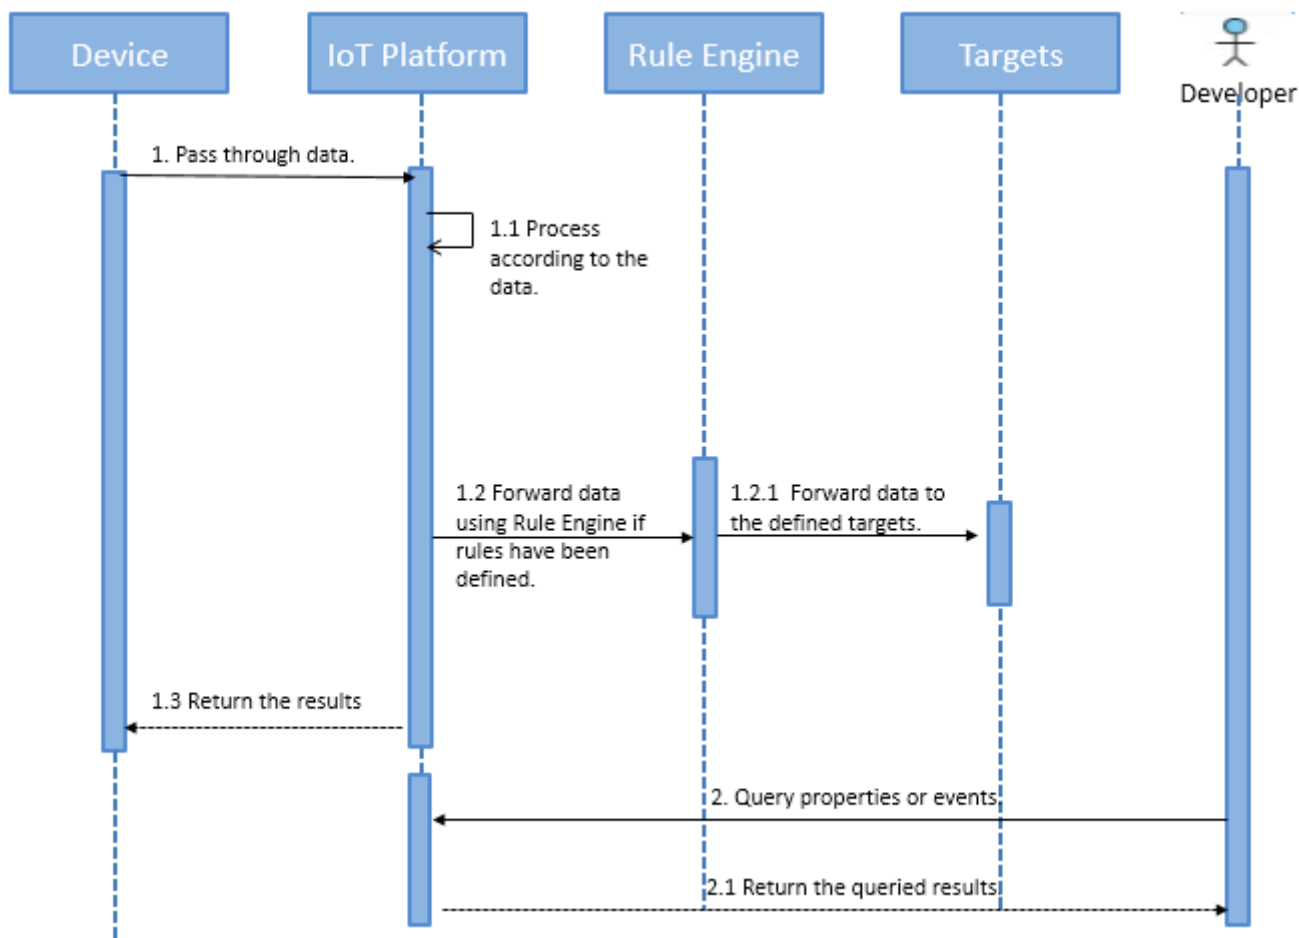 Device
IoT Platform
Rule Engine
Targets
Developer
1. Pass through data.
1.1 Process
according to the
data.
1.2 Forward data
using Rule Engine if
rules have been
defined.
1.2.1 Forward data to
the defined targets.
1.3 Return the results
2. Query properties or events.
2.1 Return the queried results